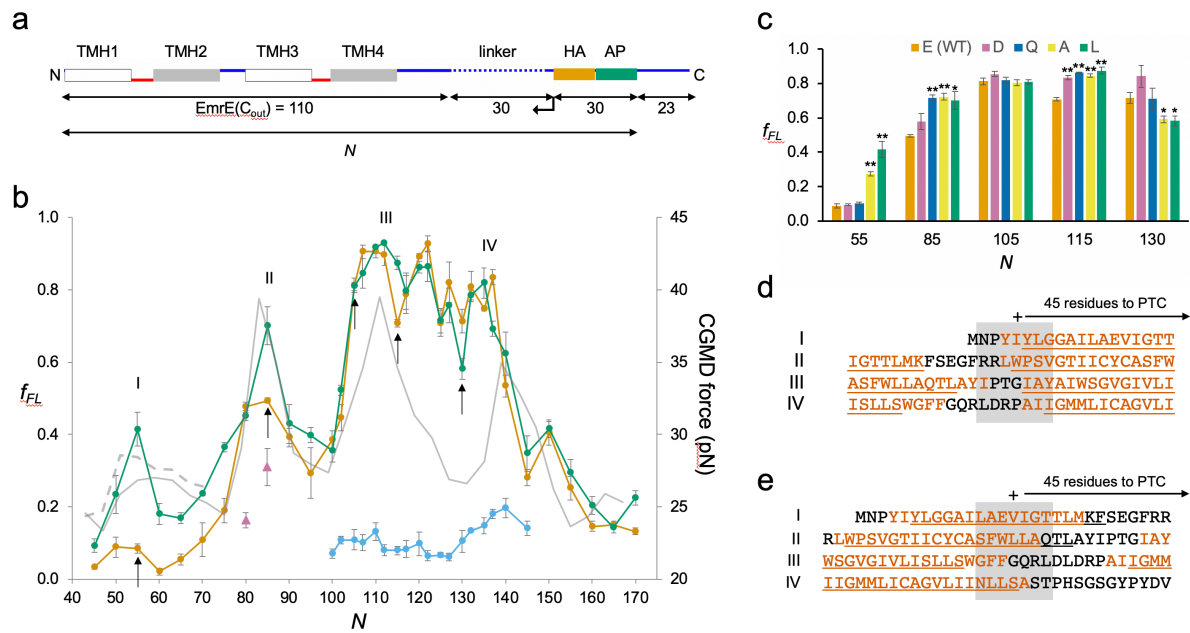 a
TMH1 TMH2 TMH3 TMH4 linker HA AP
N C
EmrE(Cout) = 110 30 30 23
N
b
1.0 0.8 0.6 0.4 0.2 0.0
fFL
I II III IV
45 40 35 30 25 20
CGMD force (pN)
40 50 60 70 80 90 100 110 120 130 140 150 160 170
N
c
E (WT) D Q A L
1.0 0.8 0.6 0.4 0.2 0.0
fFL
** ** ** ** * ** ** ** ** * *
55 85 105 115 130
N
d
45 residues to PTC
+
I MNPYIYLGGAILAEVIGTT
II IGTTLMKFSEGFRRLWPSVGTIICYCASFW
III ASFWLLAQTLAYIPTGIAYAIWSGVGIVLI
IV ISLLSWGFFGQRLDRPAIIGMMLICAGVLI
e
45 residues to PTC
+
I MNPYIYLGGAILAEVIGTTLMKFSEGFRR
II RLWPSVGTIICYCASFWLLAQTLAYIPTGIAY
III WSGVGIVLISLLSWGFFGQRLDLDRPAIIGMM
IV IIGMMLICAGVLIINLLSASTPHSGSGYPYDV